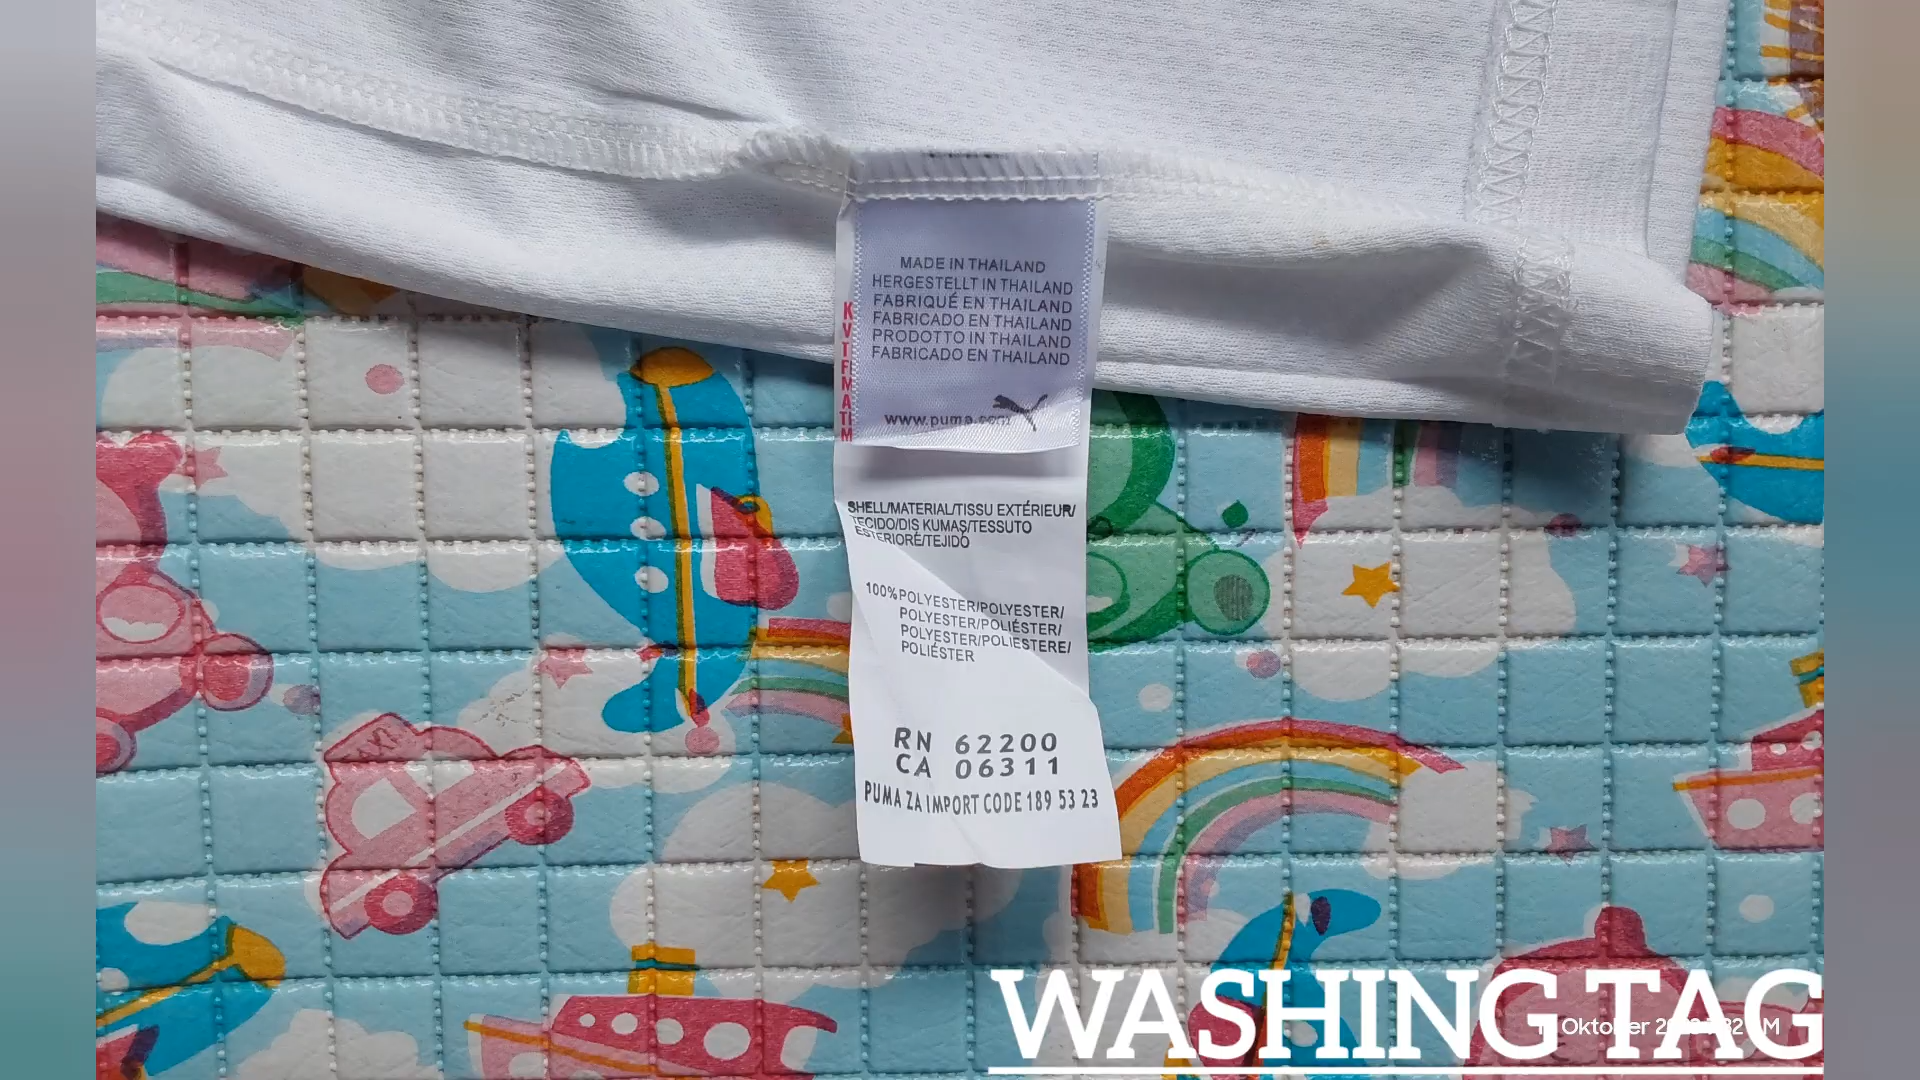 MADE IN THAILAND
HERGESTELLT IN THAILAND
FABRIQUÉ EN THAILAND
FABRICADO EN THAILAND
PRODOTTO IN THAILAND
FABRICADO EN THAILAND
www.puma.com
KVTFMATM
SHELL/MATERIAL/TISSU EXTÉRIEUR/
TECIDO/DIS KUMAŞ/TESSUTO
ESTERIORE/TEJIDO
100%POLYESTER/POLYESTER/
POLYESTER/POLIÉSTER/
POLYESTER/POLIESTERE/
POLIÉSTER
RN 62200
CA 06311
PUMA ZA IMPORT CODE 189 53 23
TAXI
WASHING TAG
Oktober